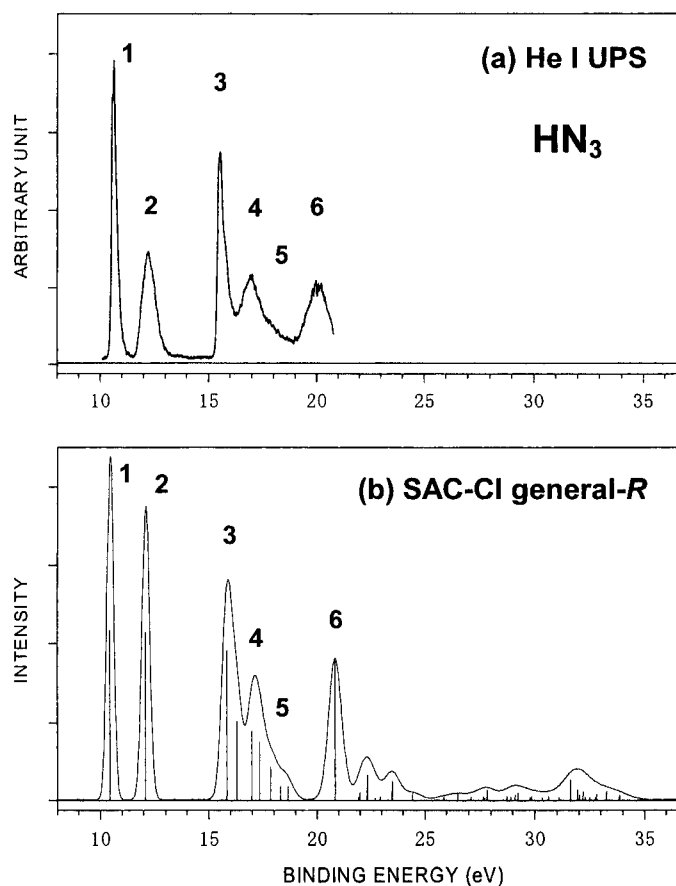 1
(a) He I UPS
3
HN3
2
4
6
5
ARBITRARY UNIT
10 15 20 25 30 35
1
2
(b) SAC-CI general-R
3
6
4
5
INTENSITY
10 15 20 25 30 35
BINDING ENERGY (eV)